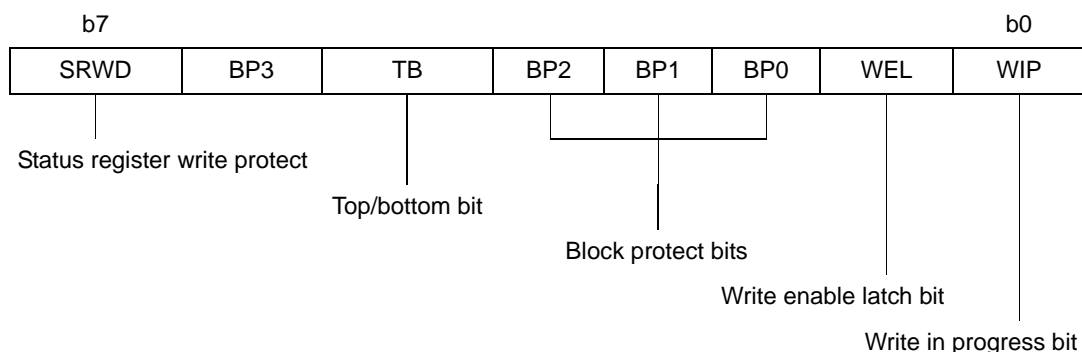 b7 b0
SRWD BP3 TB BP2 BP1 BP0 WEL WIP
Status register write protect
Top/bottom bit
Block protect bits
Write enable latch bit
Write in progress bit